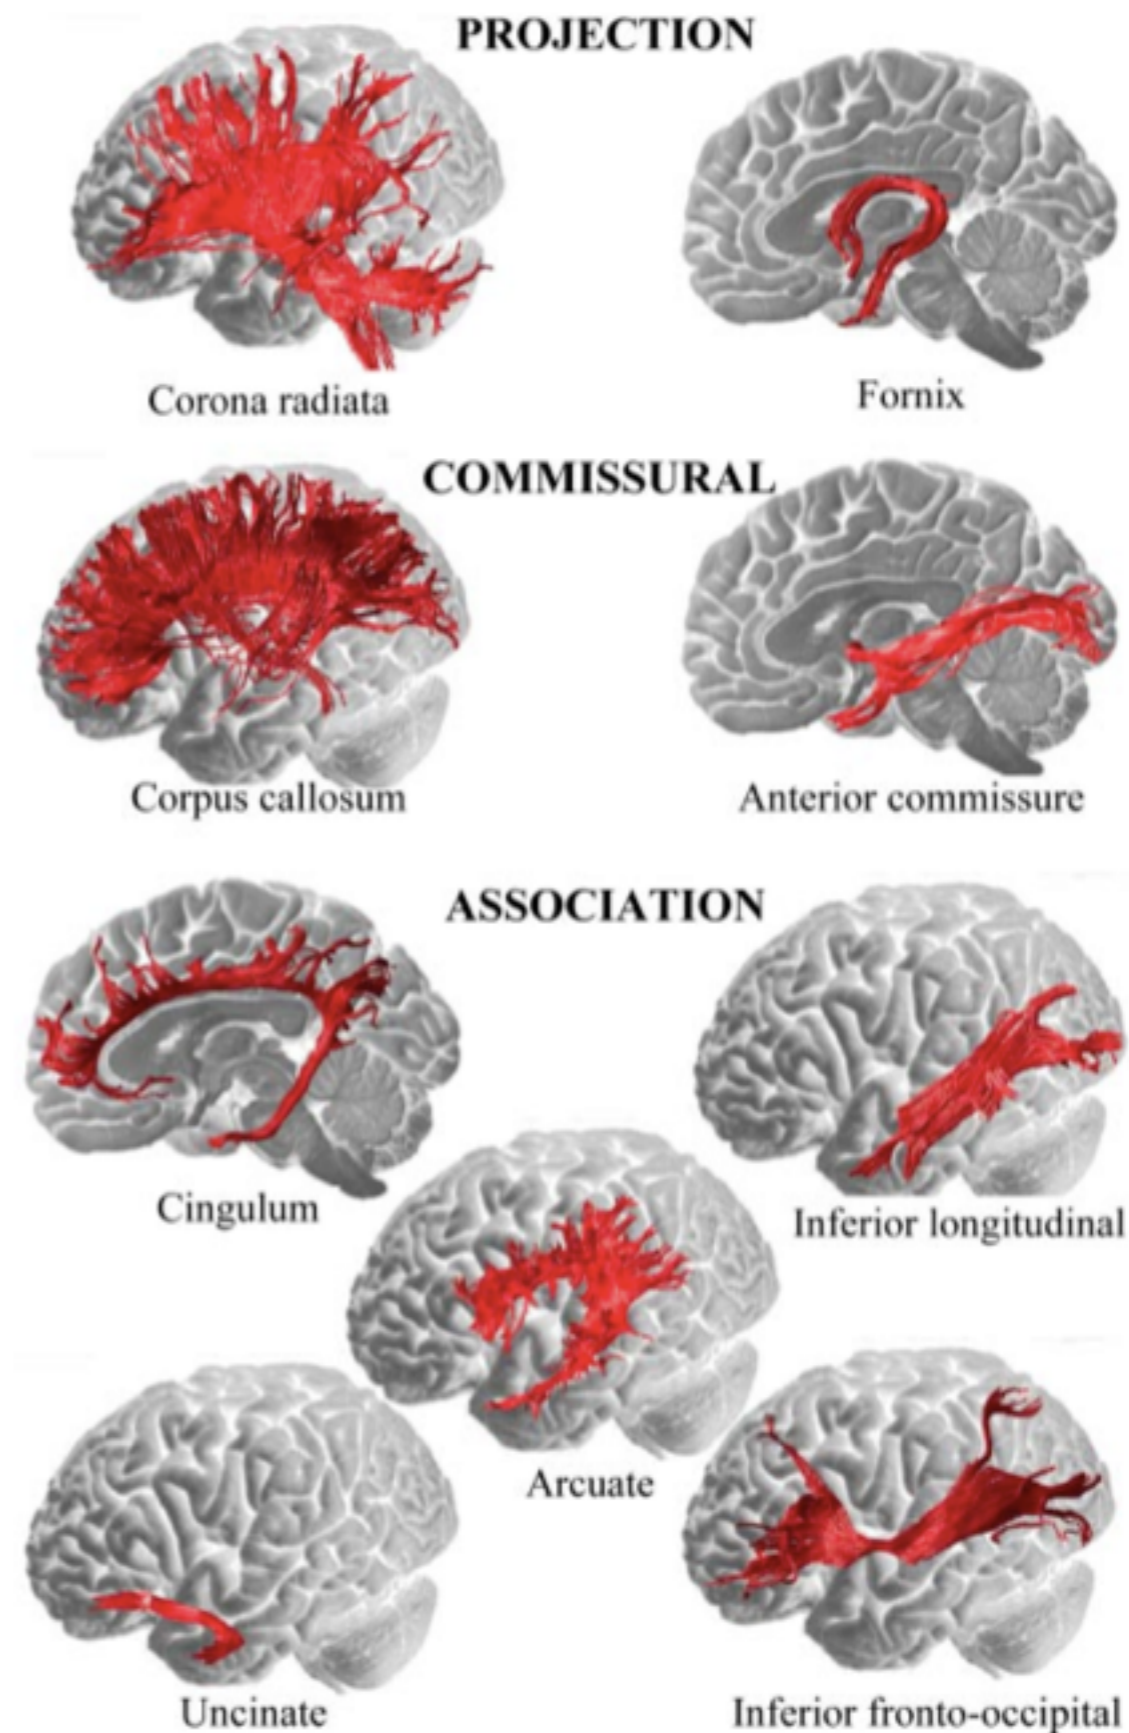 PROJECTION
Corona radiata
Fornix
COMMISSURAL
Corpus callosum
Anterior commissure
ASSOCIATION
Cingulum
Inferior longitudinal
Arcuate
Uncinate
Inferior fronto-occipital